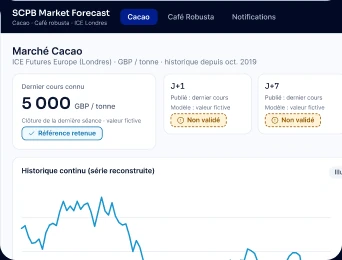 SCPB Market Forecast
Cacao · Café robusta · ICE Londres
Cacao
Café Robusta
Notifications
Marché Cacao
ICE Futures Europe (Londres) · GBP / tonne · historique depuis oct. 2019
Dernier cours connu
5 000 GBP / tonne
Clôture de la dernière séance · valeur fictive
Référence retenue
J+1
Publié : dernier cours
Modèle : valeur fictive
Non validé
J+7
Publié : dernier cours
Modèle : valeur fictive
Non validé
Historique continu (série reconstruite)